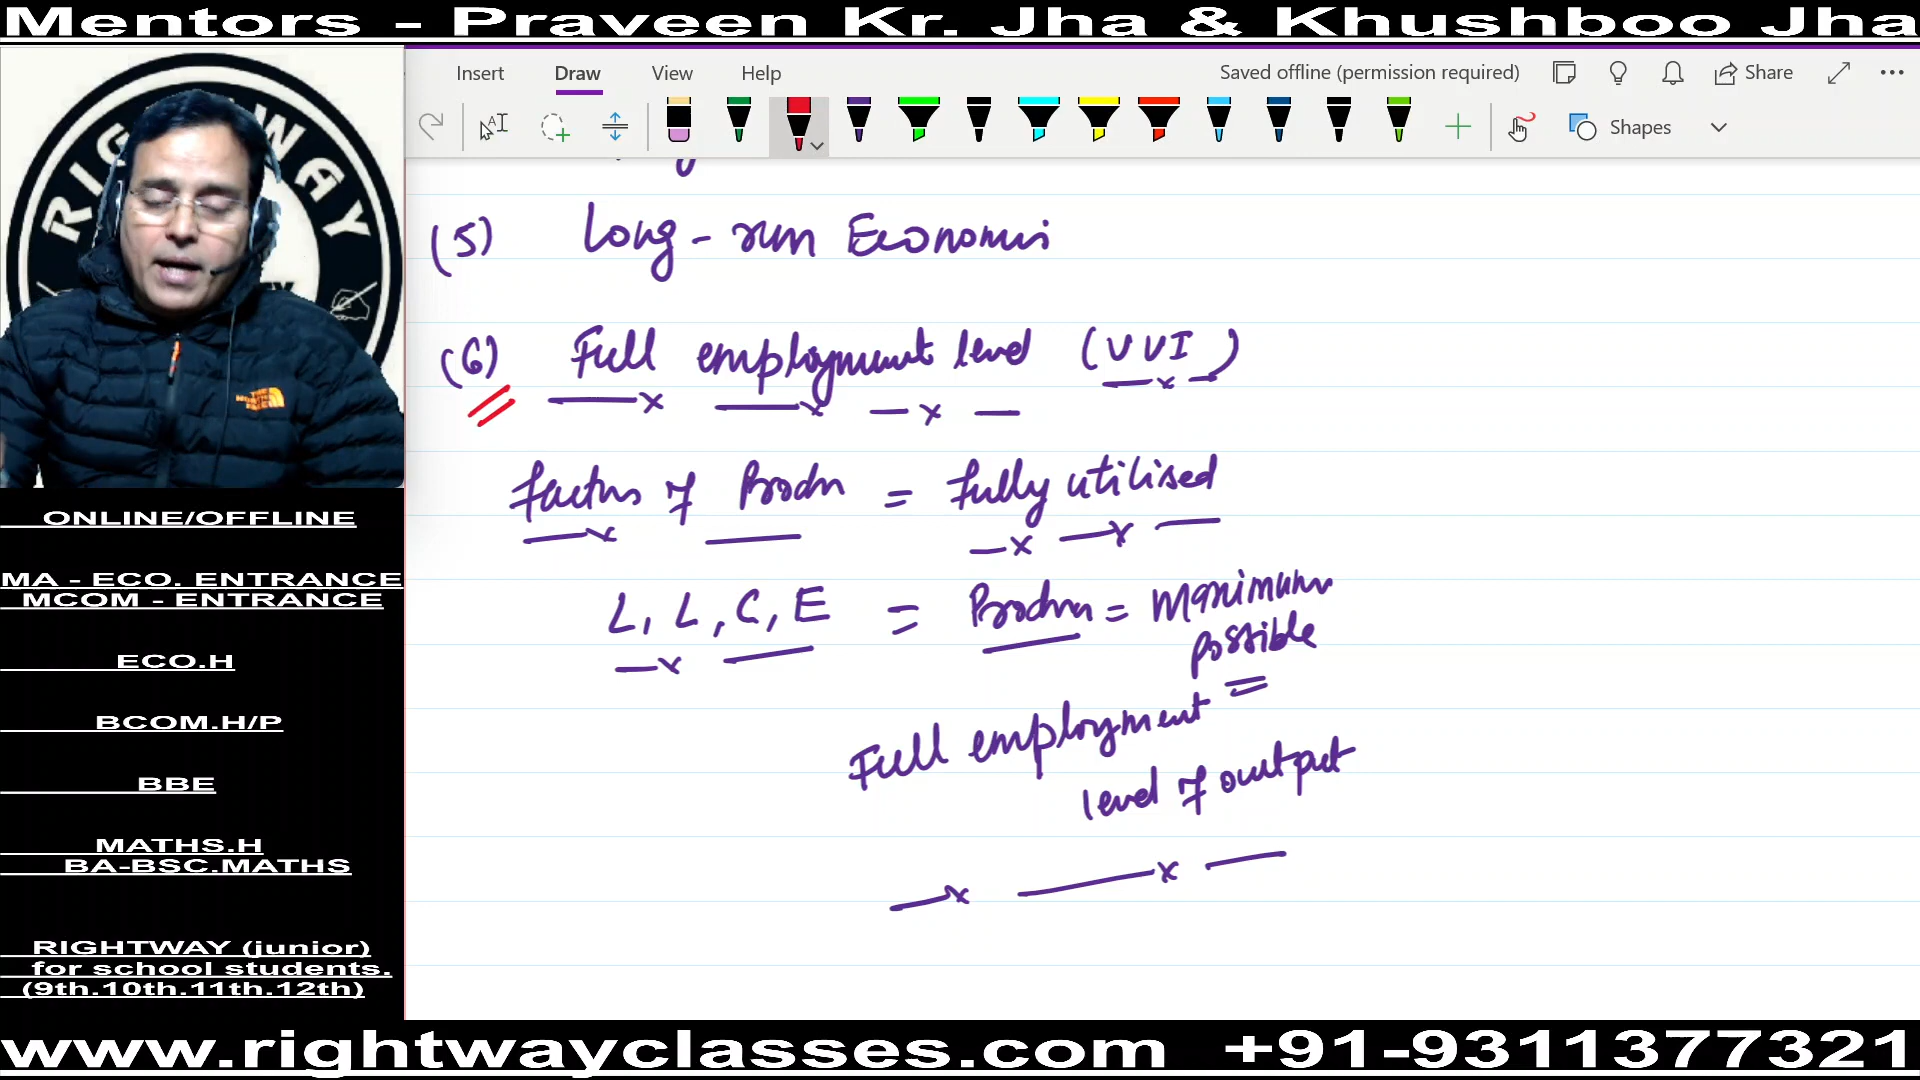 Mentors - Praveen Kr. Jha & Khushboo Jha
Insert Draw View Help Saved offline (permission required) Share
Shapes
RIGHTWAY
(5) Long-run Economis
(6) Full employment level (VVI)
factors of Prodn = fully utilised
L, L, C, E = Prodn = Maximum
possible
Full employment
level of output
ONLINE/OFFLINE
MA - ECO. ENTRANCE
MCOM - ENTRANCE
ECO.H
BCOM.H/P
BBE
MATHS.H
BA-BSC.MATHS
RIGHTWAY (junior)
for school students.
(9th.10th.11th.12th)
www.rightwayclasses.com +91-9311377321